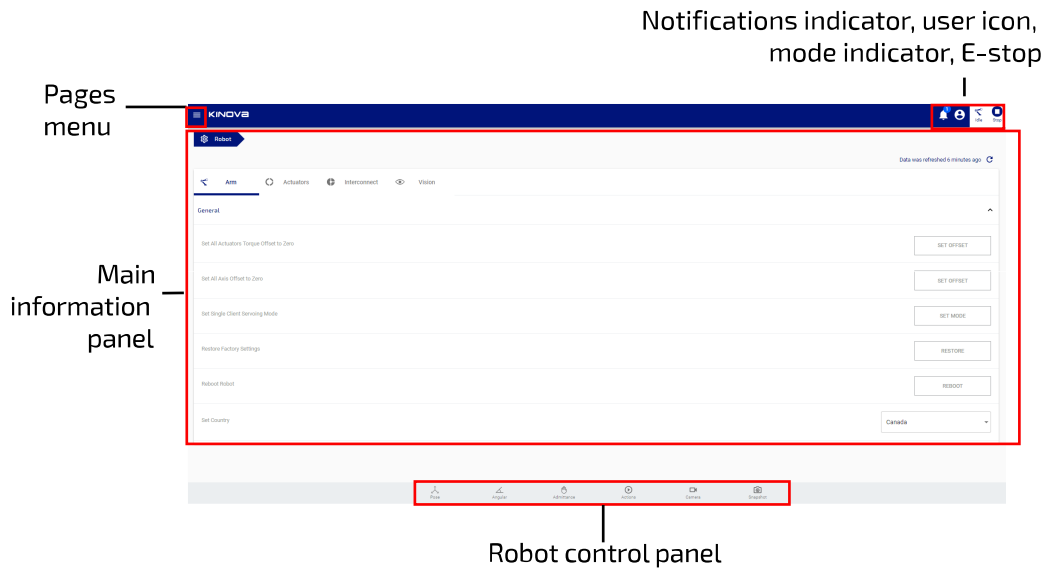 Notifications indicator, user icon,
mode indicator, E-stop
Pages
menu
KINOVA
1
Idle
Stop
Robot
Data was refreshed 6 minutes ago
Arm
Actuators
Interconnect
Vision
General
Set All Actuators Torque Offset to Zero
SET OFFSET
Set All Axis Offset to Zero
SET OFFSET
Main
information
panel
Set Single Client Servoing Mode
SET MODE
Restore Factory Settings
RESTORE
Reboot Robot
REBOOT
Set Country
Canada
Pose
Angular
Admittance
Actions
Camera
Snapshot
Robot control panel